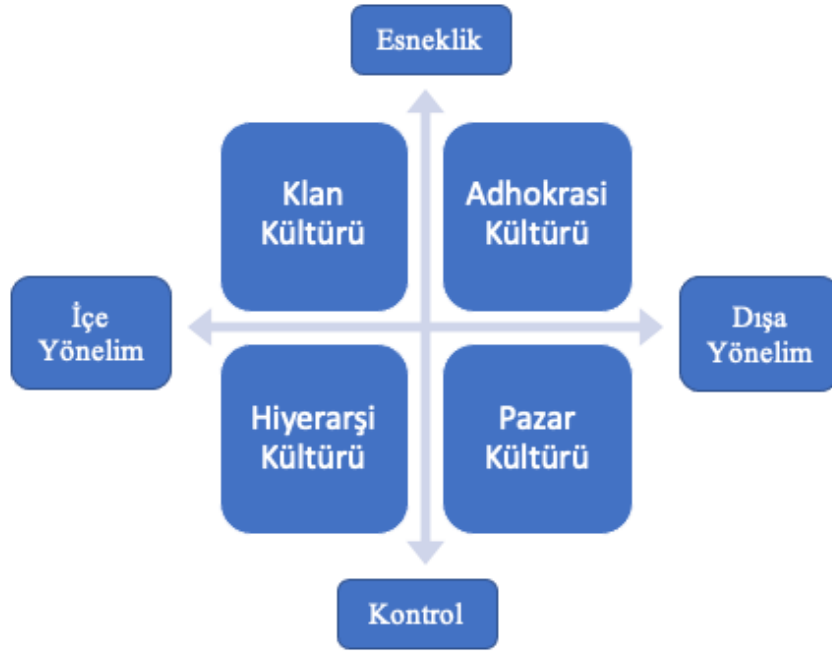 Esneklik
Klan
Kültürü
Adhokrasi
Kültürü
İçe
Yönelim
Dışa
Yönelim
Hiyerarşi
Kültürü
Pazar
Kültürü
Kontrol